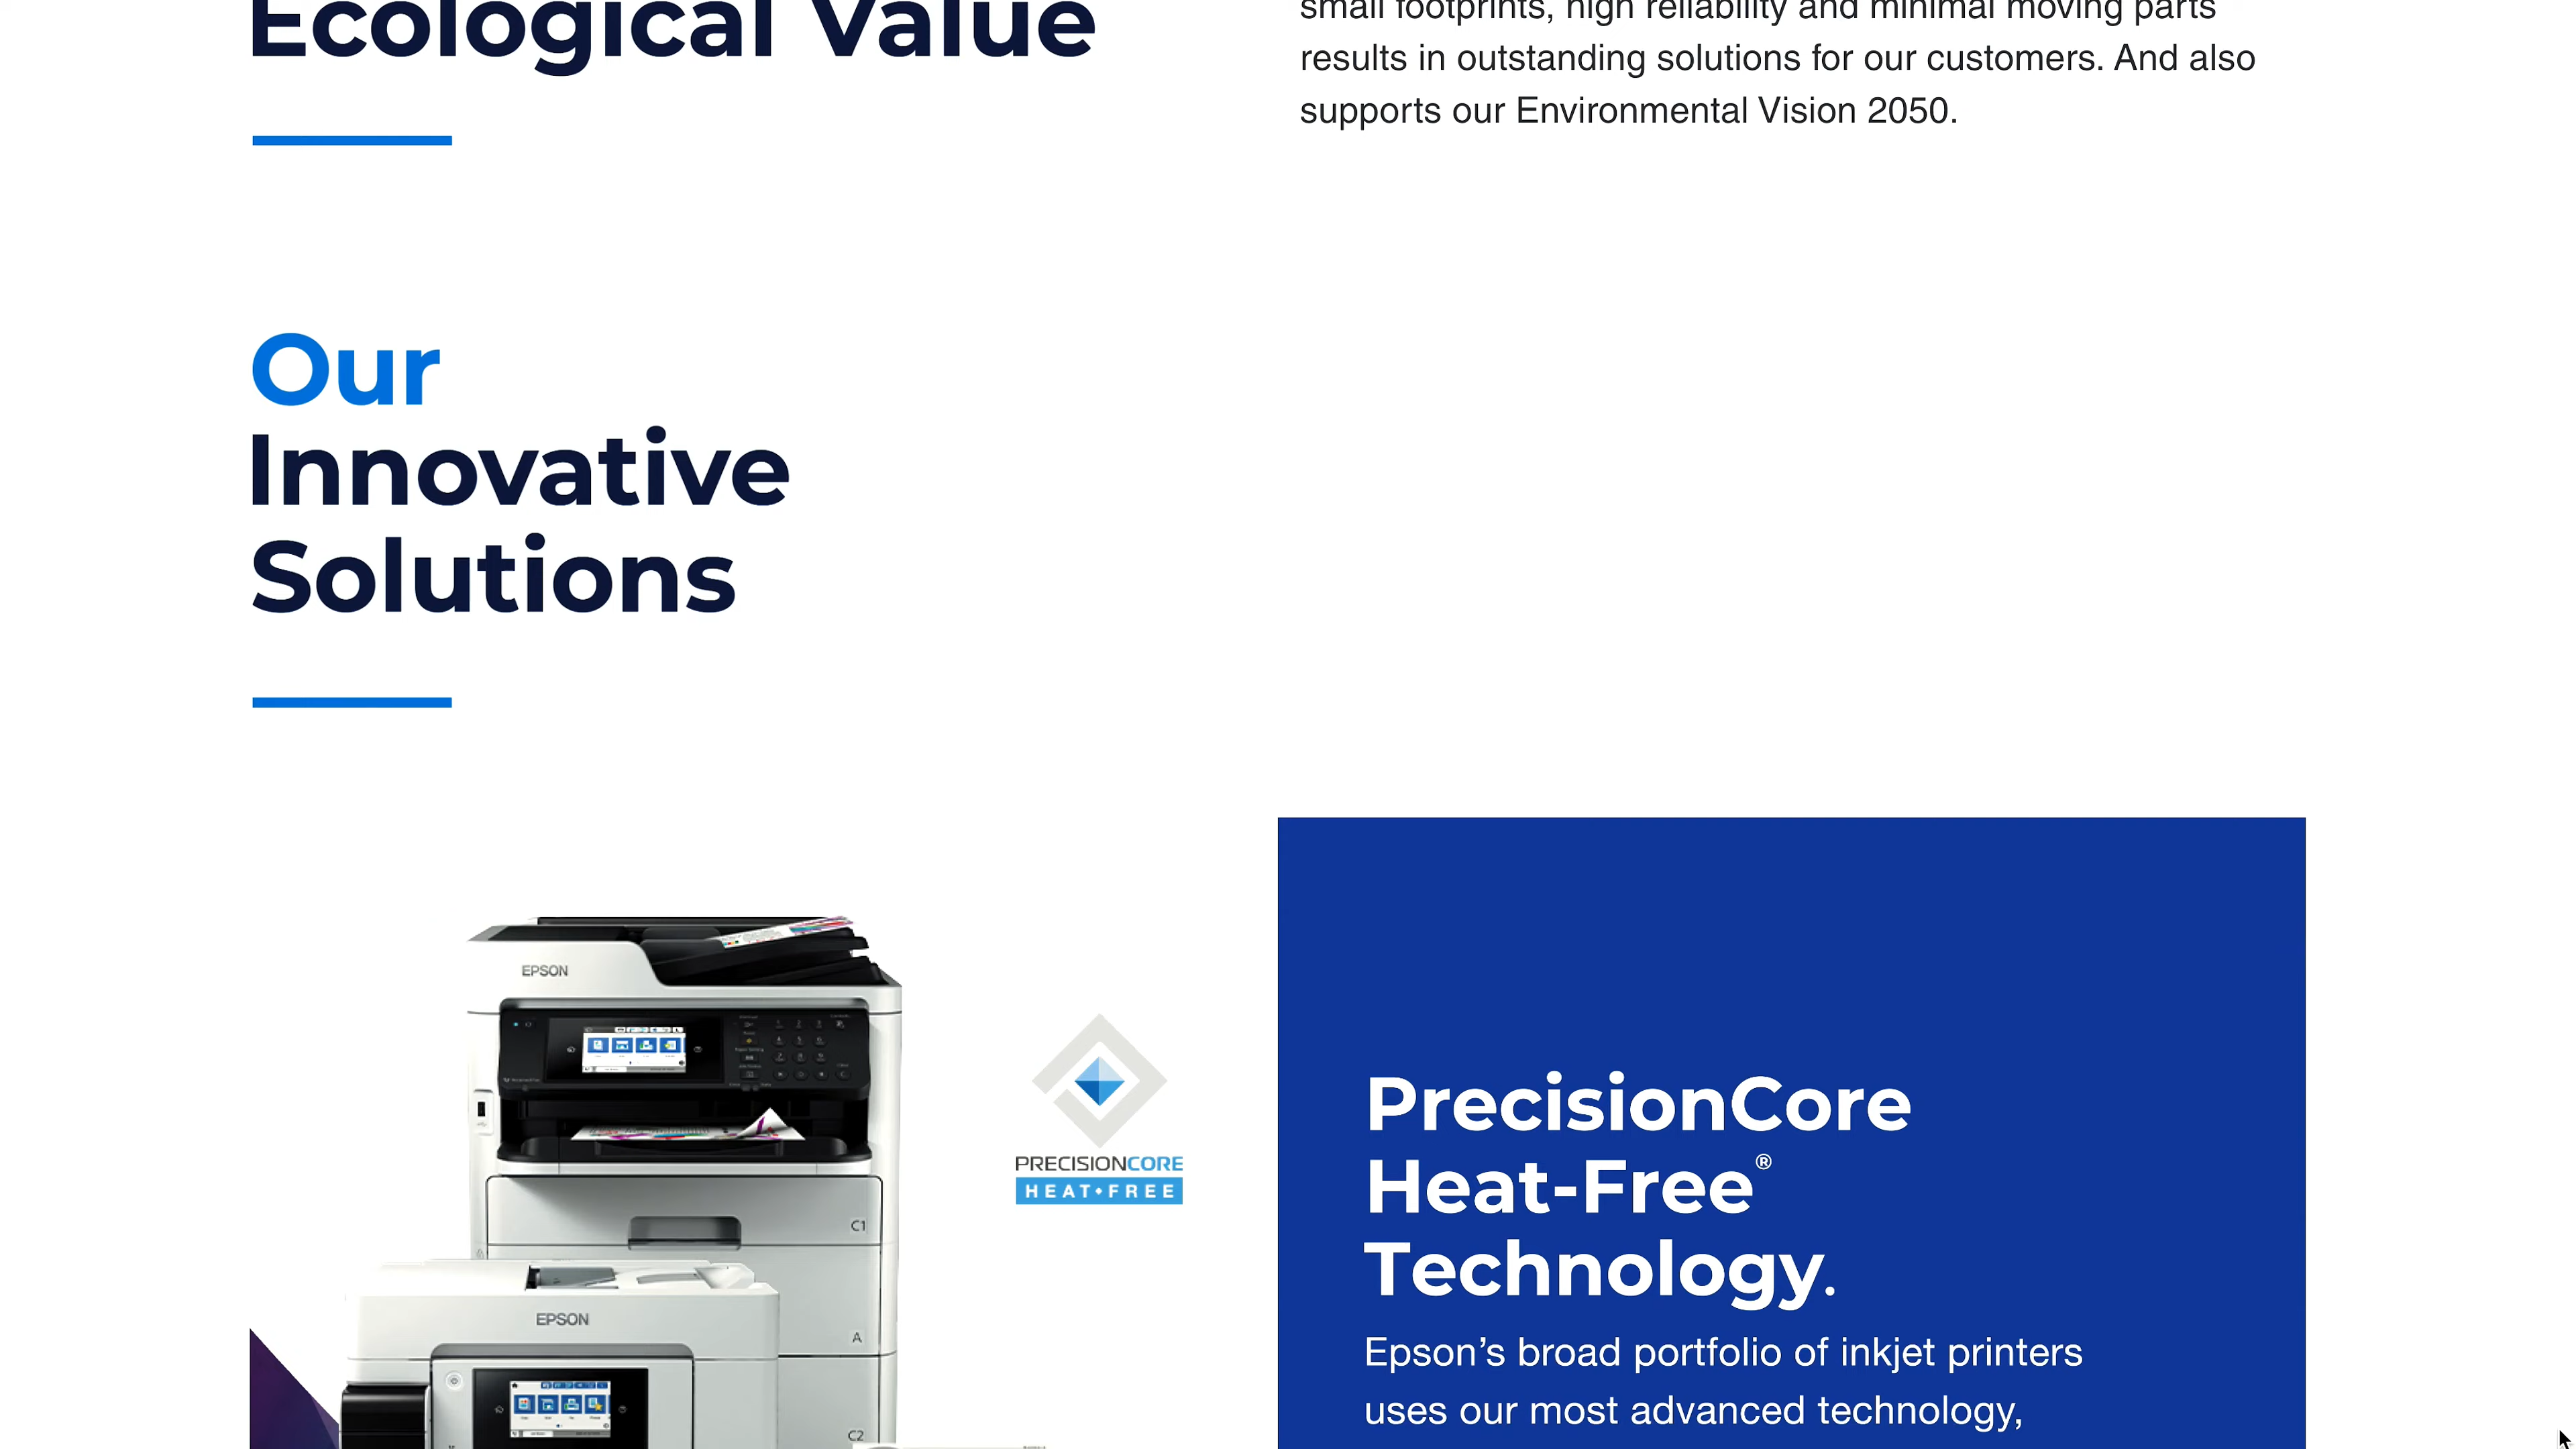 Ecological Value
small footprints, high reliability and minimal moving parts
results in outstanding solutions for our customers. And also
supports our Environmental Vision 2050.
Our
Innovative
Solutions
EPSON
PRECISIONCORE
HEAT•FREE
C1
EPSON
A
C2
PrecisionCore
Heat-Free®
Technology.
Epson’s broad portfolio of inkjet printers
uses our most advanced technology,